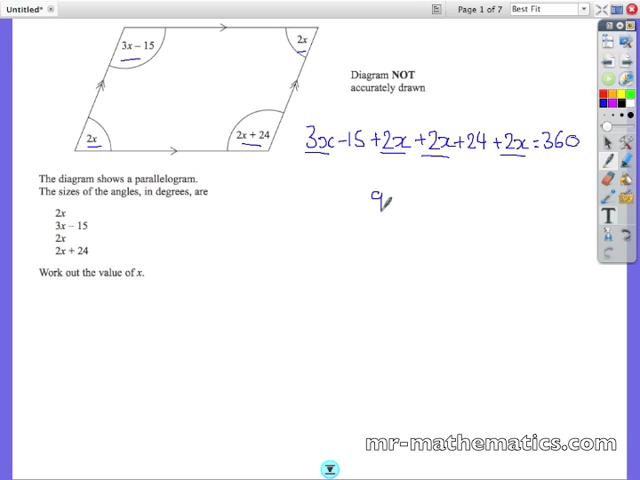 Untitled*
Page 1 of 7
Best Fit
3x – 15
2x
2x
2x + 24
Diagram NOT
accurately drawn
3x-15+2x+2x+24+2x=360
9
The diagram shows a parallelogram.
The sizes of the angles, in degrees, are
2x
3x – 15
2x
2x + 24
Work out the value of x.
T
mr-mathematics.com